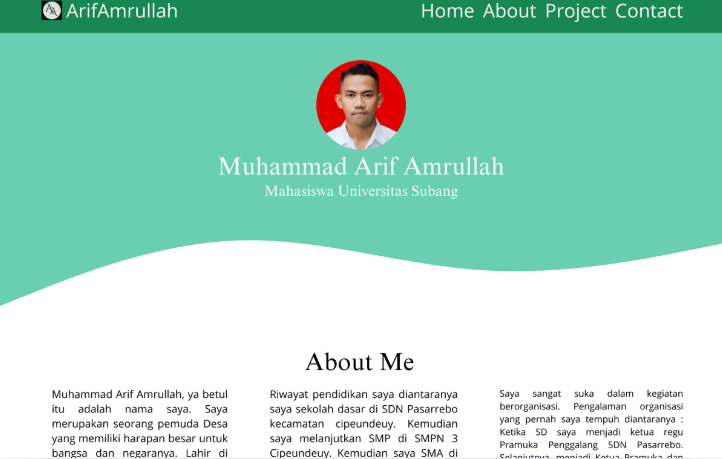 ArifAmrullah
Home About Project Contact
Muhammad Arif Amrullah
Mahasiswa Universitas Subang
About Me
Muhammad Arif Amrullah, ya betul
itu adalah nama saya. Saya
merupakan seorang pemuda Desa
yang memiliki harapan besar untuk
bangsa dan negaranya. Lahir di
Riwayat pendidikan saya diantaranya
saya sekolah dasar di SDN Pasarrebo
kecamatan cipeundeuy. Kemudian
saya melanjutkan SMP di SMPN 3
Cipeundeuy. Kemudian saya SMA di
Saya sangat suka dalam kegiatan
berorganisasi. Pengalaman organisasi
yang pernah saya tempuh diantaranya :
Ketika SD saya menjadi ketua regu
Pramuka Penggalang SDN Pasarrebo.
Selanjutnya, menjadi Ketua Pramuka dan